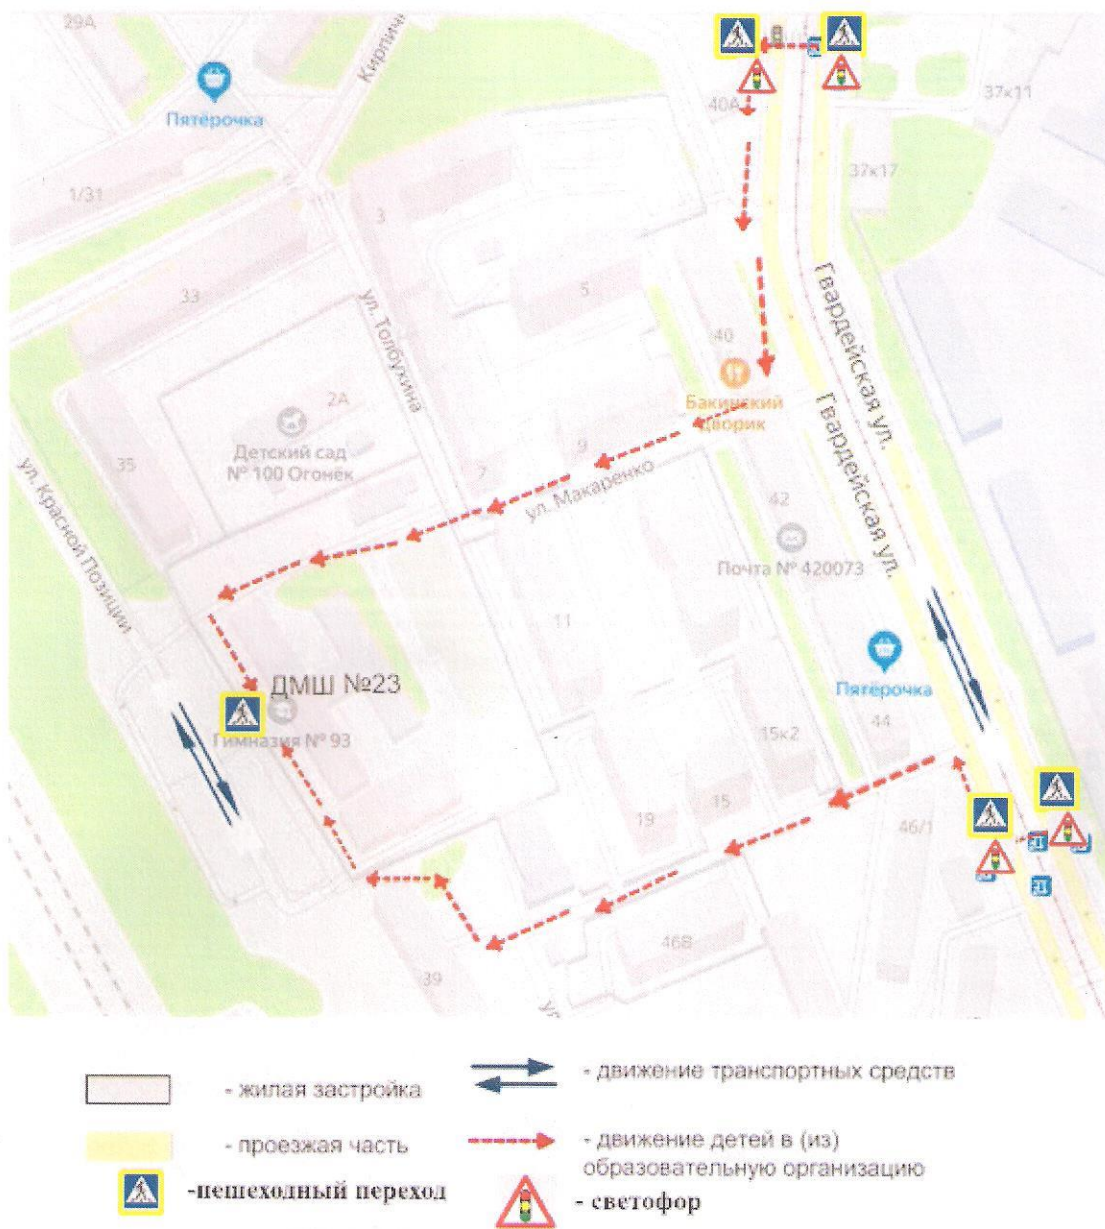 29А
Кирпичн
Пятёрочка
40А
37к11
1/31
3
37к17
33
5
ул. Толбухина
Гвардейская ул.
40
2А
Бакинский
дворик
Детский сад
№ 100 Огонёк
35
9
7
ул. Макаренко
Гвардейская ул.
42
ул. Красной Позиции
Почта № 420073
11
ДМШ №23
Пятёрочка
Гимназия № 93
15к2
44
15
19
46/1
46В
39
ул
- жилая застройка
- движение транспортных средств
- проезжая часть
- движение детей в (из)
образовательную организацию
-пешеходный переход
- светофор